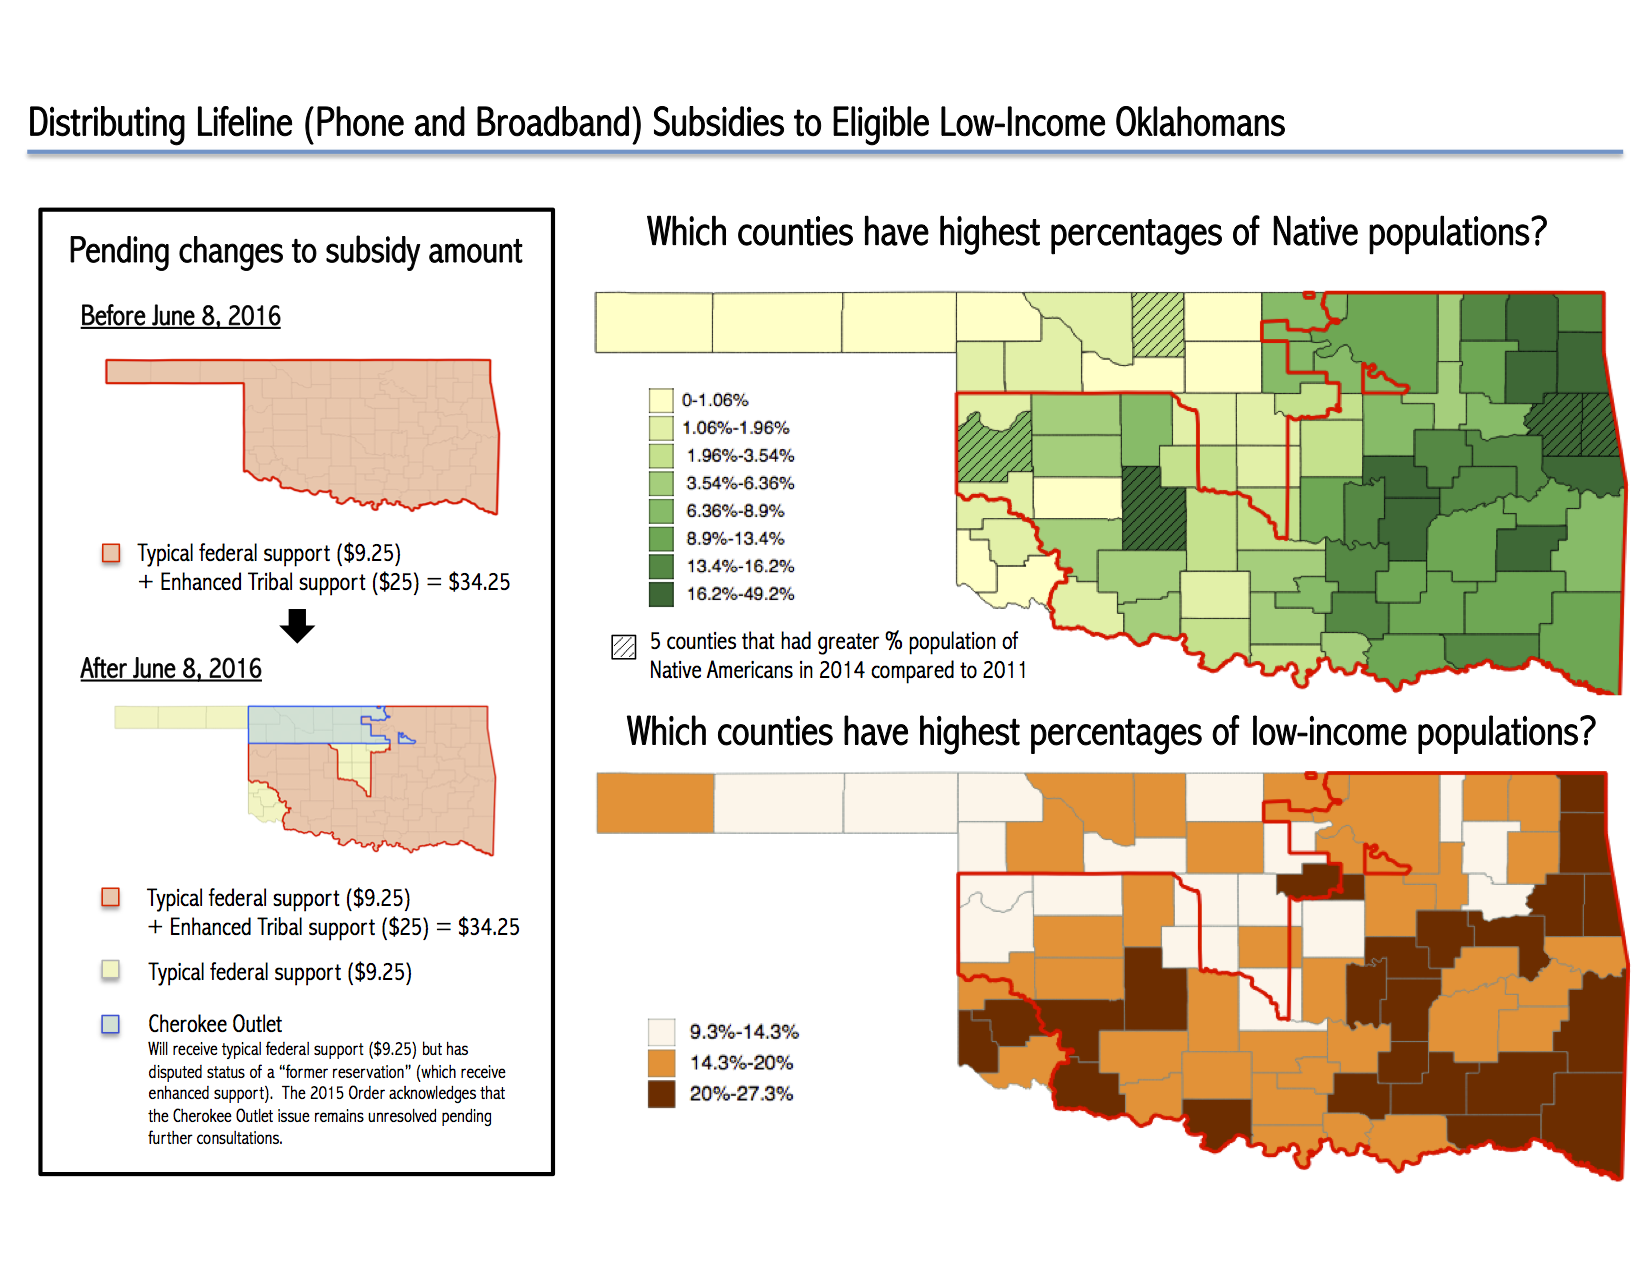 Distributing Lifeline (Phone and Broadband) Subsidies to Eligible Low-Income Oklahomans
Pending changes to subsidy amount
Before June 8, 2016
Typical federal support ($9.25)
+ Enhanced Tribal support ($25) = $34.25
After June 8, 2016
Typical federal support ($9.25)
+ Enhanced Tribal support ($25) = $34.25
Typical federal support ($9.25)
Cherokee Outlet
Will receive typical federal support ($9.25) but has
disputed status of a “former reservation” (which receive
enhanced support).  The 2015 Order acknowledges that
the Cherokee Outlet issue remains unresolved pending
further consultations.
Which counties have highest percentages of Native populations?
0-1.06%
1.06%-1.96%
1.96%-3.54%
3.54%-6.36%
6.36%-8.9%
8.9%-13.4%
13.4%-16.2%
16.2%-49.2%
5 counties that had greater % population of
Native Americans in 2014 compared to 2011
Which counties have highest percentages of low-income populations?
9.3%-14.3%
14.3%-20%
20%-27.3%